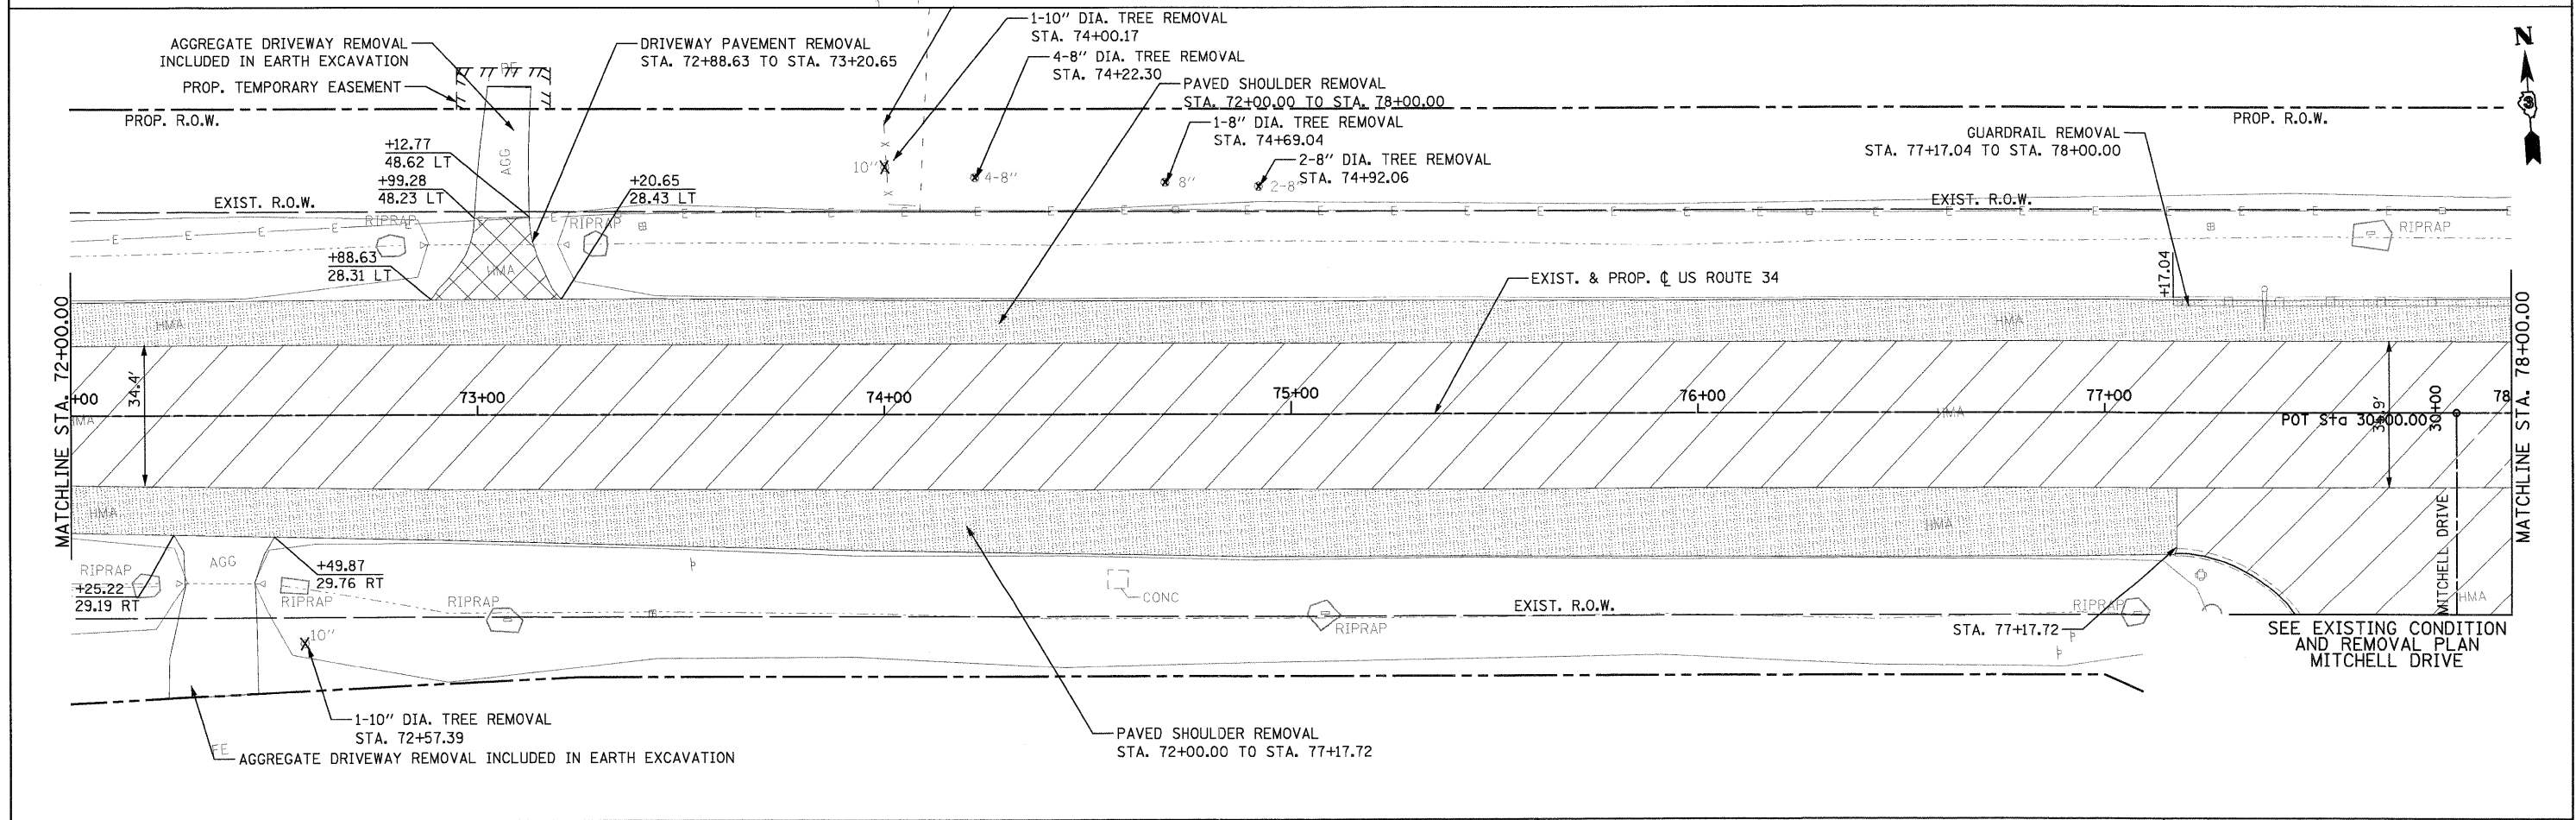 1-10" DIA. TREE REMOVAL
STA. 74+00.17
AGGREGATE DRIVEWAY REMOVAL
INCLUDED IN EARTH EXCAVATION
DRIVEWAY PAVEMENT REMOVAL
STA. 72+88.63 TO STA. 73+20.65
4-8" DIA. TREE REMOVAL
STA. 74+22.30
PROP. TEMPORARY EASEMENT
PAVED SHOULDER REMOVAL
STA. 72+00.00 TO STA. 78+00.00
N
3
PROP. R.O.W.
PROP. R.O.W.
1-8" DIA. TREE REMOVAL
STA. 74+69.04
GUARDRAIL REMOVAL
STA. 77+17.04 TO STA. 78+00.00
+12.77
48.62 LT
AGG
10"
2-8" DIA. TREE REMOVAL
STA. 74+92.06
4-8"
8"
2-8"
+99.28
48.23 LT
+20.65
28.43 LT
EXIST. R.O.W.
EXIST. R.O.W.
RIPRAP
RIPRAP
RIPRAP
+88.63
28.31 LT
HMA
EXIST. & PROP. ℄ US ROUTE 34
+17.04
HMA
HMA
MATCHLINE STA. 72+00.00
MATCHLINE STA. 78+00.00
34.4'
+00
73+00
74+00
75+00
76+00
77+00
78
HMA
HMA
POT Sta 30+00.00
30+00
HMA
HMA
MITCHELL DRIVE
HMA
RIPRAP
AGG
+25.22
29.19 RT
+49.87
29.76 RT
RIPRAP
RIPRAP
CONC
EXIST. R.O.W.
RIPRAP
RIPRAP
10"
STA. 77+17.72
SEE EXISTING CONDITION
AND REMOVAL PLAN
MITCHELL DRIVE
1-10" DIA. TREE REMOVAL
STA. 72+57.39
FE
AGGREGATE DRIVEWAY REMOVAL INCLUDED IN EARTH EXCAVATION
PAVED SHOULDER REMOVAL
STA. 72+00.00 TO STA. 77+17.72